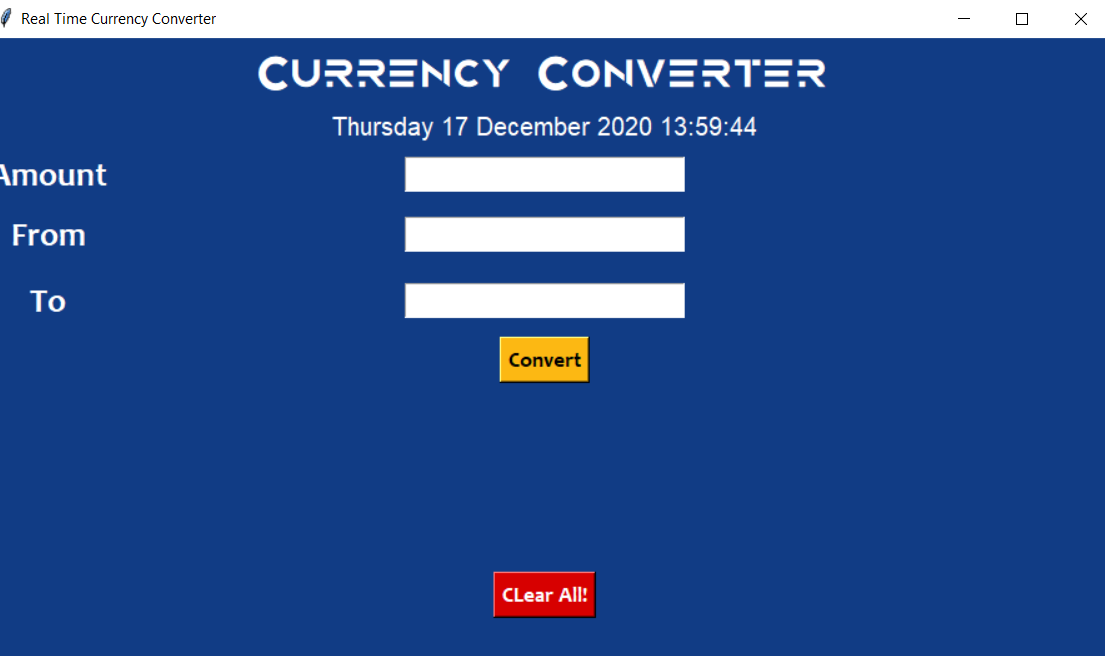 Real Time Currency Converter
Currency Converter
Thursday 17 December 2020 13:59:44
Amount
From
To
Convert
CLear All!